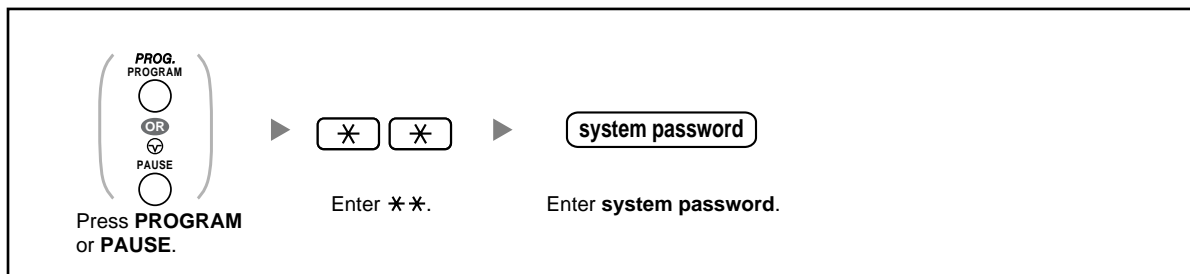 PROG.
PROGRAM
OR
PAUSE
Press PROGRAM
or PAUSE.
* *
Enter **.
system password
Enter system password.